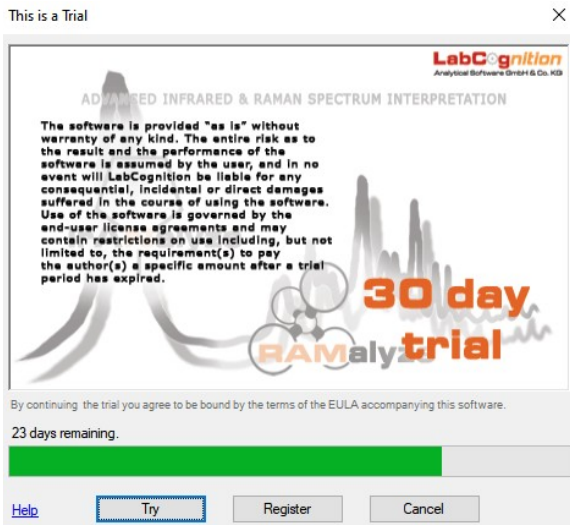 This is a Trial
LabCognition
Analytical Software GmbH & Co. KG
ADVANCED INFRARED & RAMAN SPECTRUM INTERPRETATION
The software is provided "as is" without
warranty of any kind. The entire risk as to
the result and the performance of the
software is assumed by the user, and in no
event will LabCognition be liable for any
consequential, incidental or direct damages
suffered in the course of using the software.
Use of the software is governed by the
end-user license agreements and may
contain restrictions on use including, but not
limited to, the requirement(s) to pay
the author(s) a specific amount after a trial
period has expired.
30 day
trial
RAMalyze
By continuing the trial you agree to be bound by the terms of the EULA accompanying this software.
23 days remaining.
Help
Try
Register
Cancel